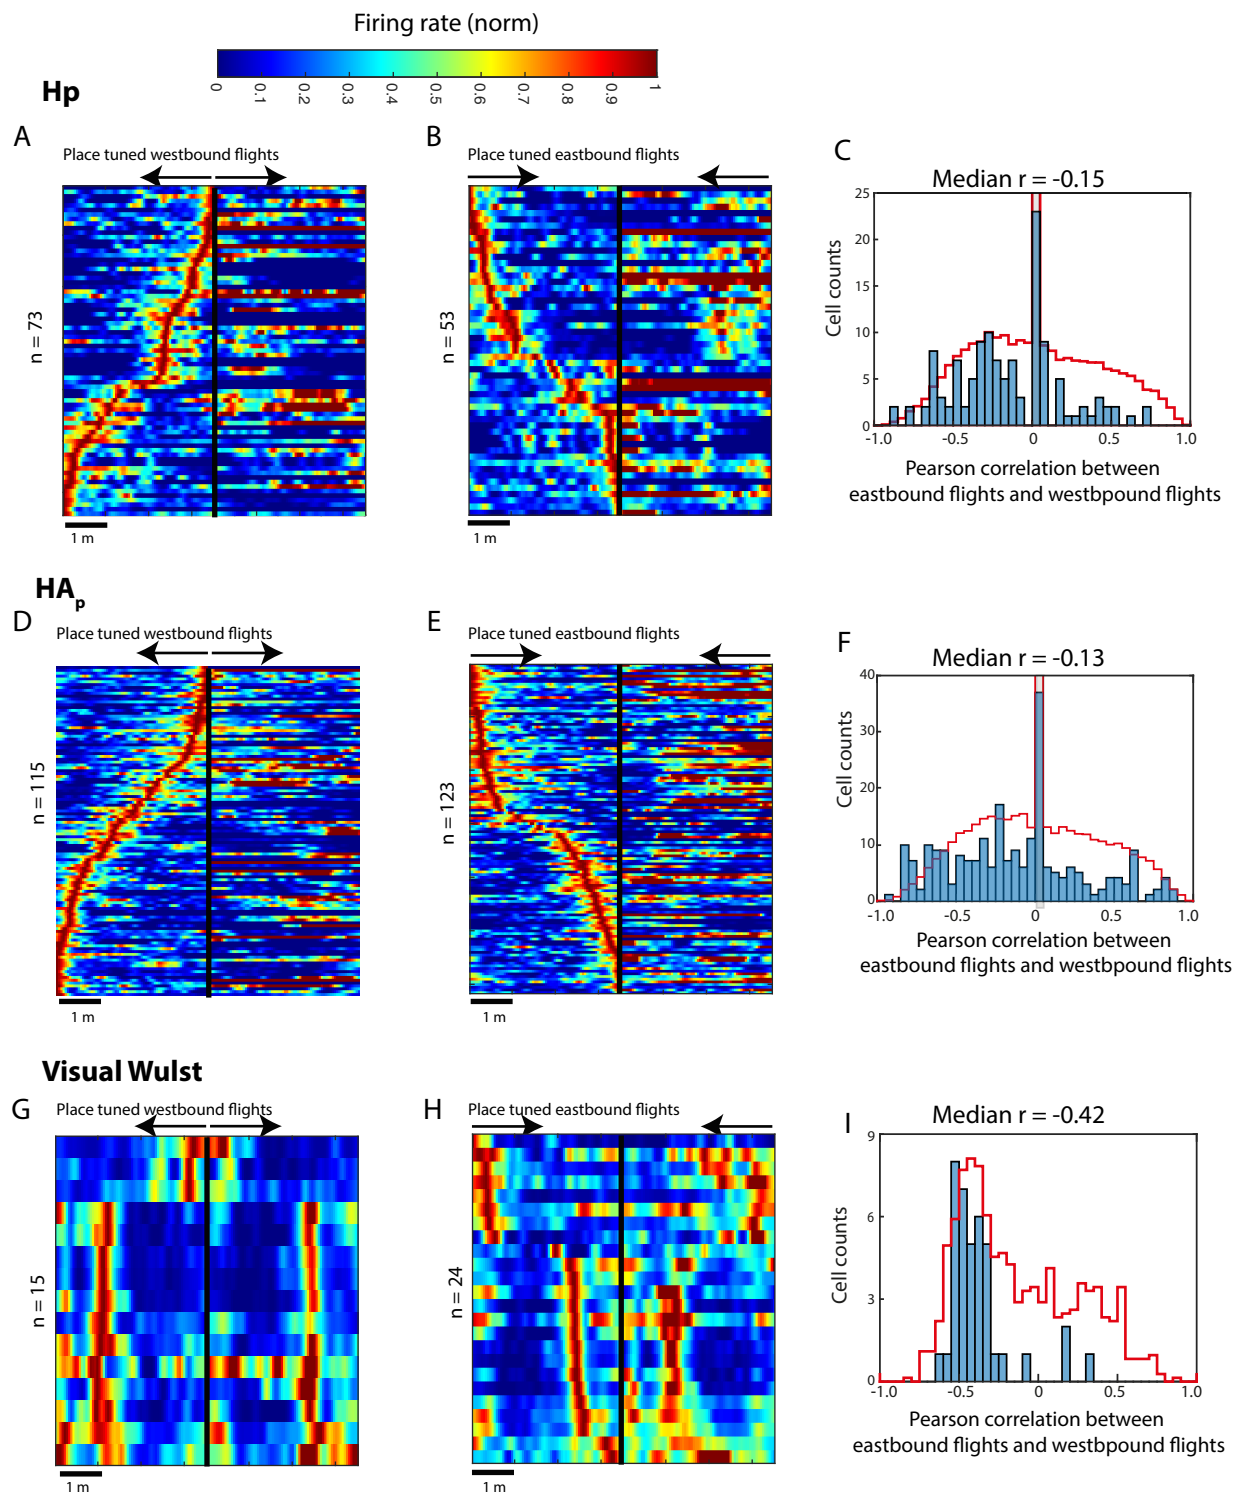 Firing rate (norm)
0 0.1 0.2 0.3 0.4 0.5 0.6 0.7 0.8 0.9 1
Hp
A
Place tuned westbound flights
n = 73
1 m
B
Place tuned eastbound flights
n = 53
1 m
C
Median r = -0.15
Cell counts
25
20
15
10
5
0
-1.0 -0.5 0 0.5 1.0
Pearson correlation between
eastbound flights and westbpound flights
HAp
D
Place tuned westbound flights
n = 115
1 m
E
Place tuned eastbound flights
n = 123
1 m
F
Median r = -0.13
Cell counts
40
30
20
10
0
-1.0 -0.5 0 0.5 1.0
Pearson correlation between
eastbound flights and westbpound flights
Visual Wulst
G
Place tuned westbound flights
n = 15
1 m
H
Place tuned eastbound flights
n = 24
1 m
I
Median r = -0.42
Cell counts
9
6
3
0
-1.0 -0.5 0 0.5 1.0
Pearson correlation between
eastbound flights and westbpound flights